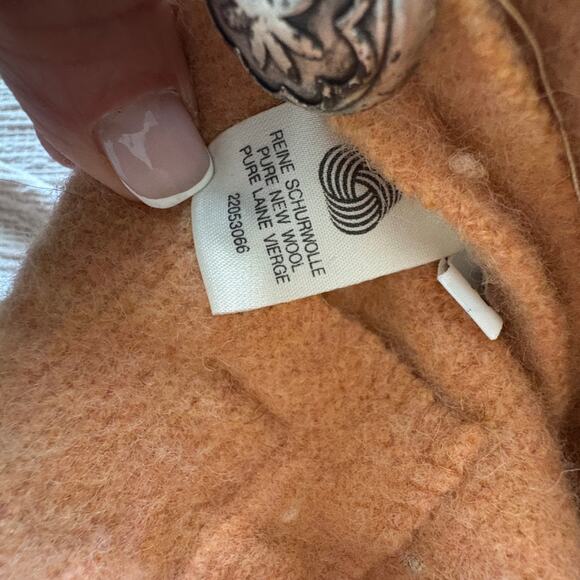 REINE SCHURWOLLE
PURE NEW WOOL
PURE LAINE VIERGE
22053066